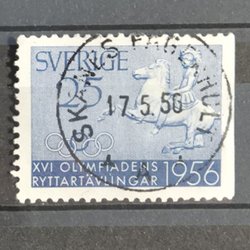 SVERIGE
25
17.5.56
XVI OLYMPIADENS
RYTTARTÄVLINGAR 1956